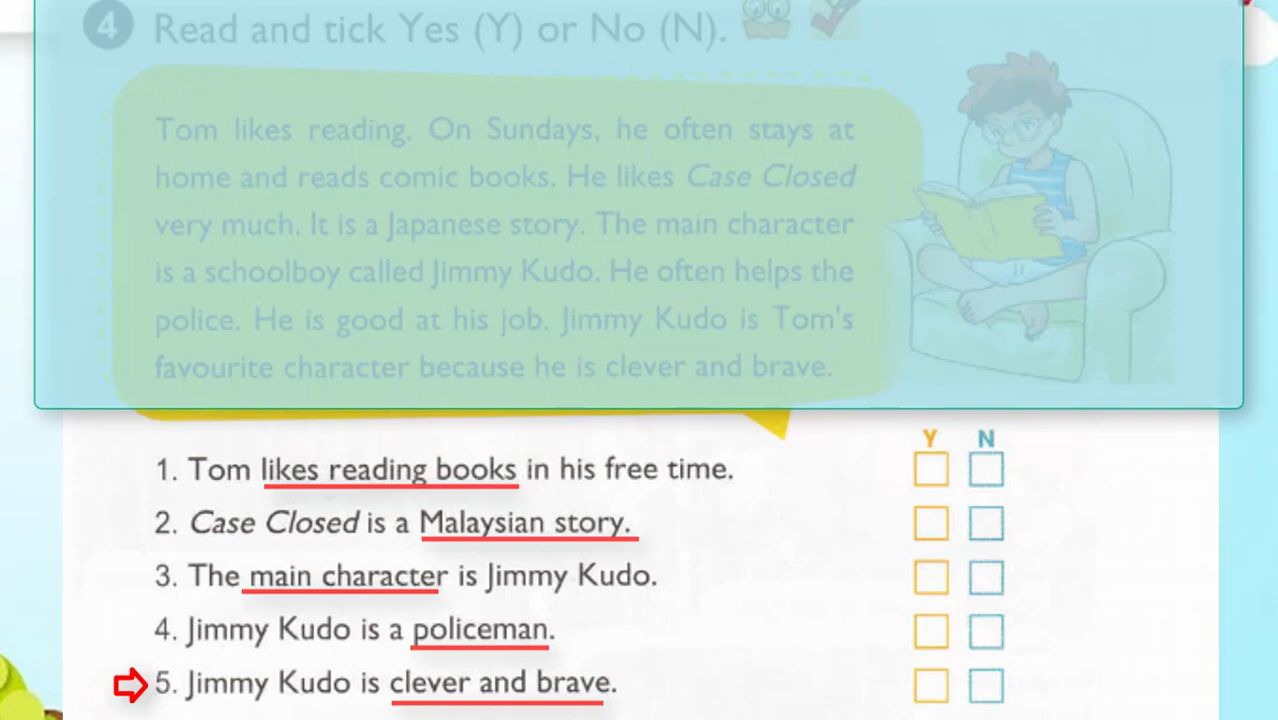 4 Read and tick Yes (Y) or No (N).
Tom likes reading. On Sundays, he often stays at
home and reads comic books. He likes Case Closed
very much. It is a Japanese story. The main character
is a schoolboy called Jimmy Kudo. He often helps the
police. He is good at his job. Jimmy Kudo is Tom's
favourite character because he is clever and brave.
Y N
1. Tom likes reading books in his free time.
2. Case Closed is a Malaysian story.
3. The main character is Jimmy Kudo.
4. Jimmy Kudo is a policeman.
5. Jimmy Kudo is clever and brave.